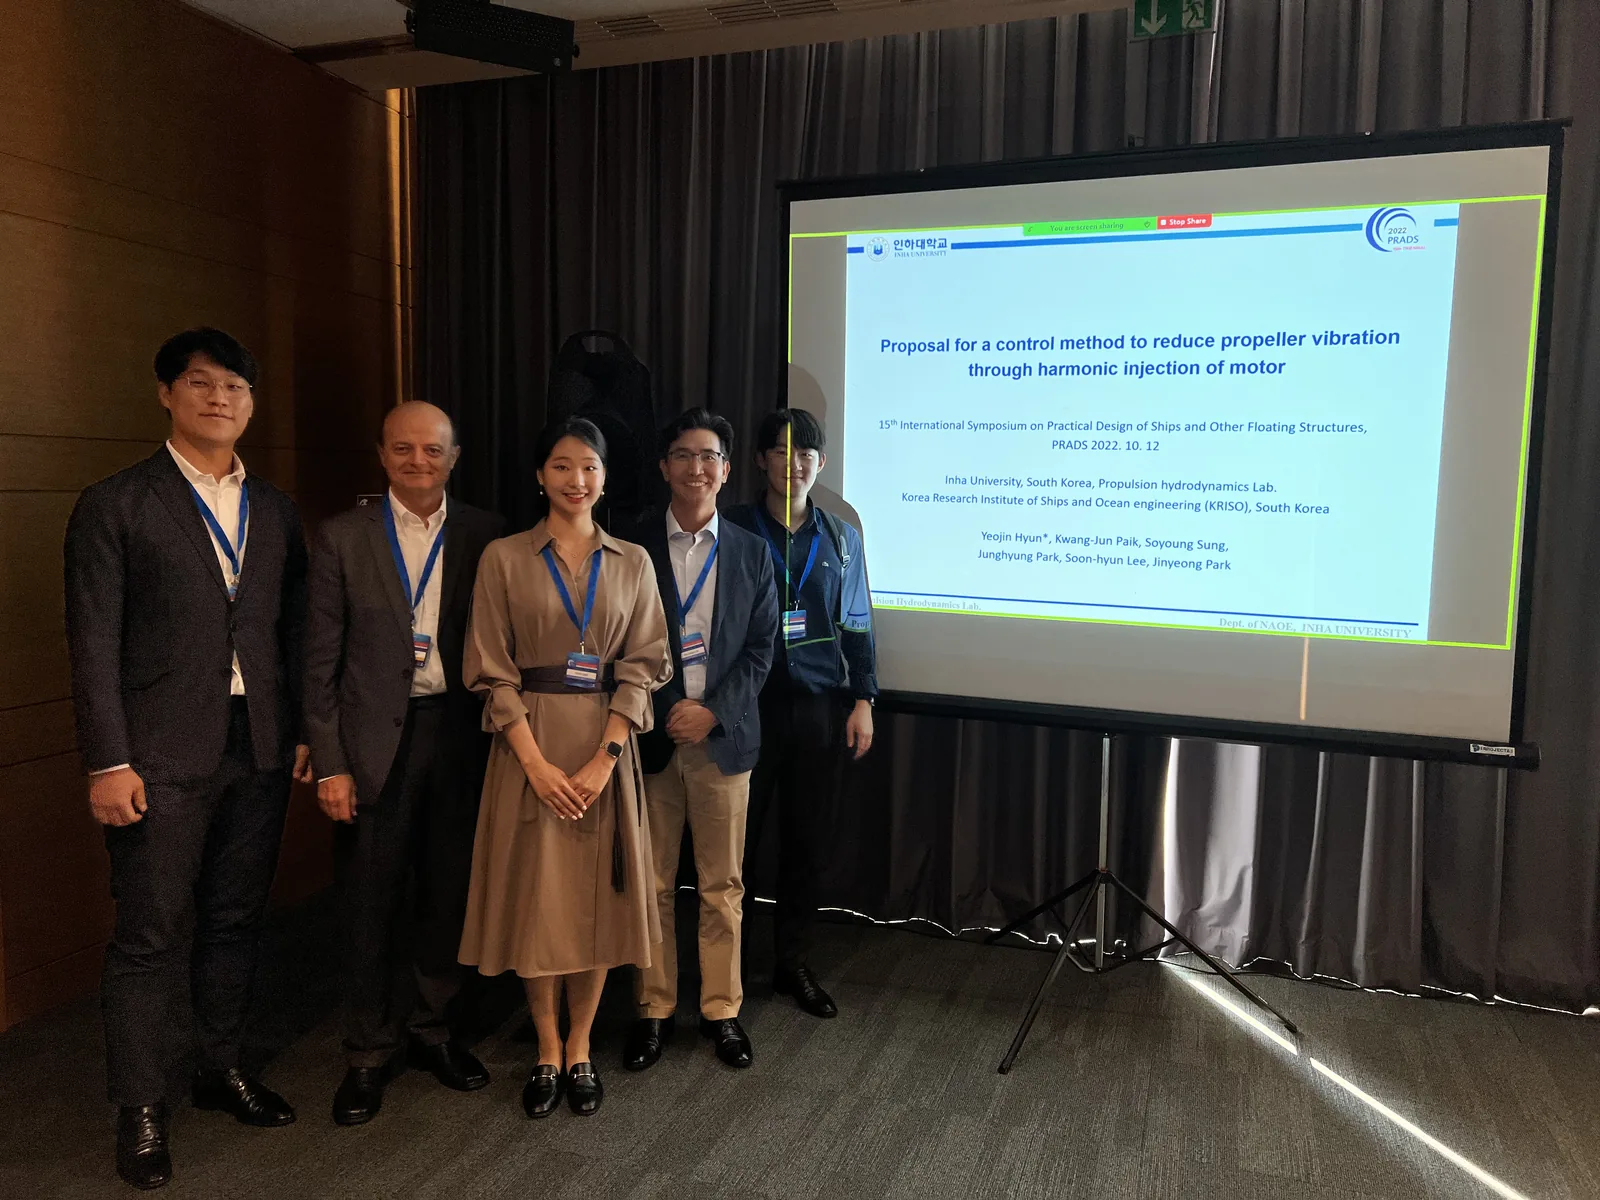 You are screen sharing
Stop Share
인하대학교
INHA UNIVERSITY
2022
PRADS
Proposal for a control method to reduce propeller vibration
through harmonic injection of motor
15th International Symposium on Practical Design of Ships and Other Floating Structures,
PRADS 2022. 10. 12
Inha University, South Korea, Propulsion hydrodynamics Lab.
Korea Research Institute of Ships and Ocean engineering (KRISO), South Korea
Yeojin Hyun*, Kwang-Jun Paik, Soyoung Sung,
Junghyung Park, Soon-hyun Lee, Jinyeong Park
Prop
ulsion Hydrodynamics Lab.
Dept. of NAOE, INHA UNIVERSITY